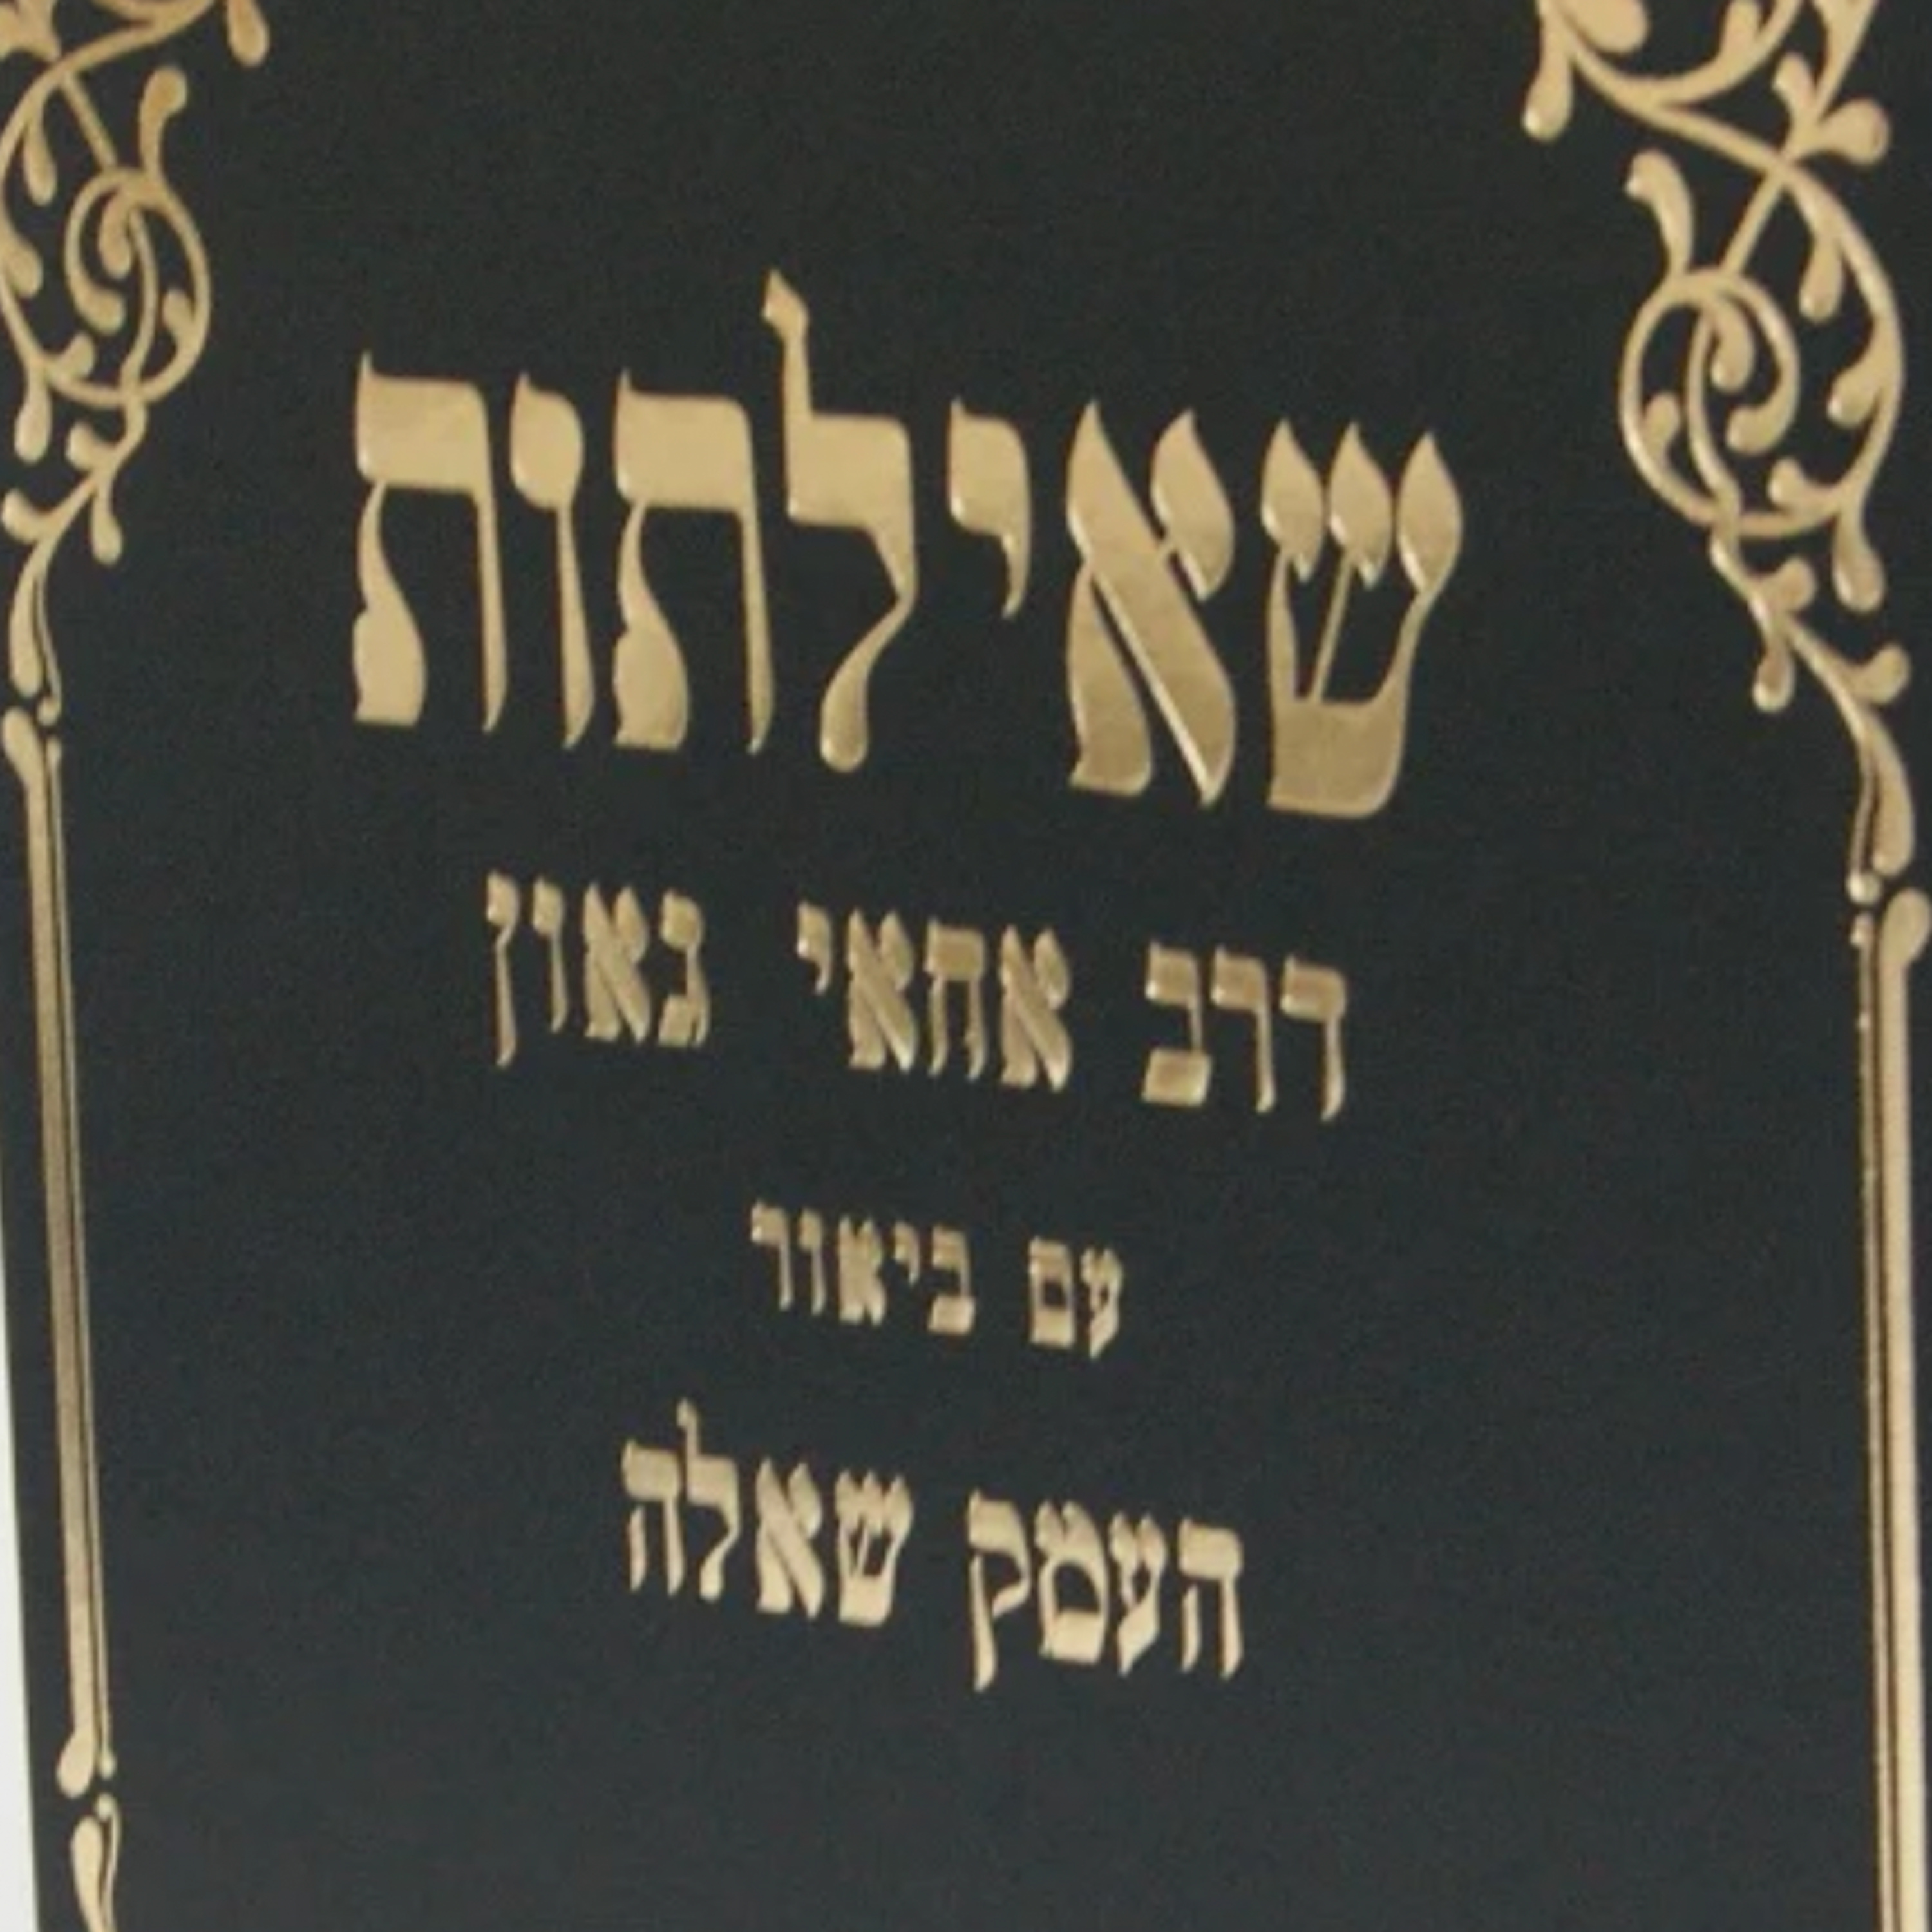 שאילתות
דרב אחאי גאון
עם ביאור
העמק שאלה